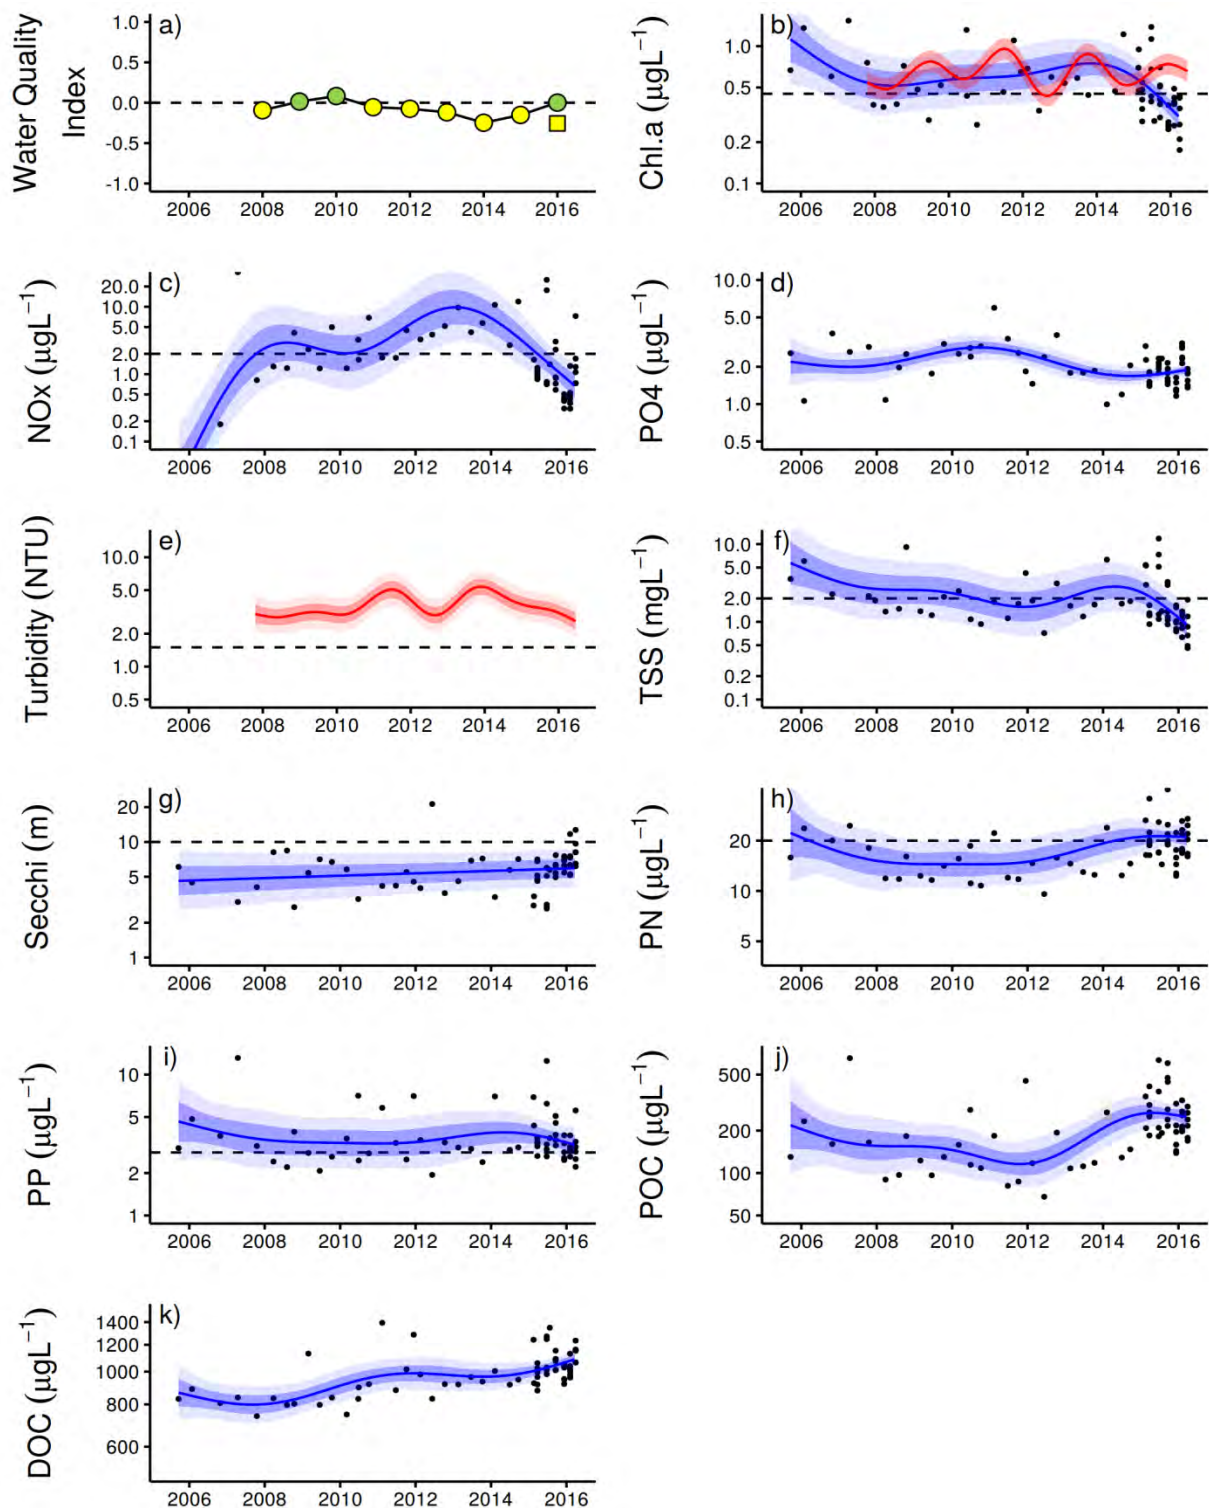 a)
Water Quality
Index
1.0
0.5
0.0
-0.5
-1.0
2006 2008 2010 2012 2014 2016
b)
Chl.a (µgL⁻¹)
1.0
0.5
0.2
0.1
2006 2008 2010 2012 2014 2016
c)
NOx (µgL⁻¹)
20.0
10.0
5.0
2.0
1.0
0.5
0.2
0.1
2006 2008 2010 2012 2014 2016
d)
PO4 (µgL⁻¹)
10.0
5.0
2.0
1.0
0.5
2006 2008 2010 2012 2014 2016
e)
Turbidity (NTU)
10.0
5.0
2.0
1.0
0.5
2006 2008 2010 2012 2014 2016
f)
TSS (mgL⁻¹)
10.0
5.0
2.0
1.0
0.5
0.2
0.1
2006 2008 2010 2012 2014 2016
g)
Secchi (m)
20
10
5
2
1
2006 2008 2010 2012 2014 2016
h)
PN (µgL⁻¹)
20
10
5
2006 2008 2010 2012 2014 2016
i)
PP (µgL⁻¹)
10
5
2
1
2006 2008 2010 2012 2014 2016
j)
POC (µgL⁻¹)
500
200
100
50
2006 2008 2010 2012 2014 2016
k)
DOC (µgL⁻¹)
1400
1200
1000
800
600
2006 2008 2010 2012 2014 2016